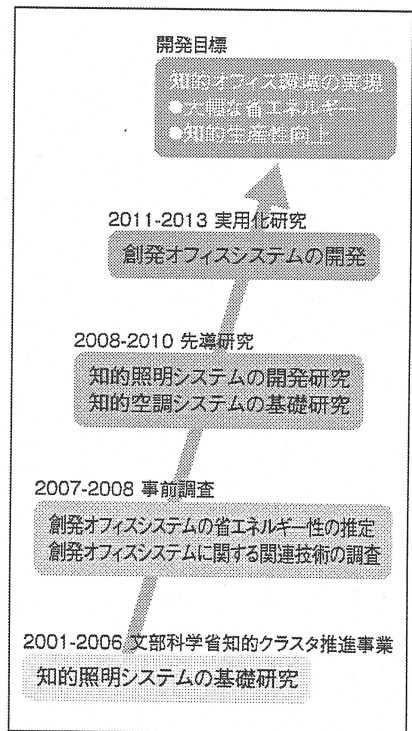 開発目標
知的オフィス環境の実現
●大幅な省エネルギー
●知的生産性向上
2011-2013 実用化研究
創発オフィスシステムの開発
2008-2010 先導研究
知的照明システムの開発研究
知的空調システムの基礎研究
2007-2008 事前調査
創発オフィスシステムの省エネルギー性の推定
創発オフィスシステムに関する関連技術の調査
2001-2006 文部科学省知的クラスタ推進事業
知的照明システムの基礎研究